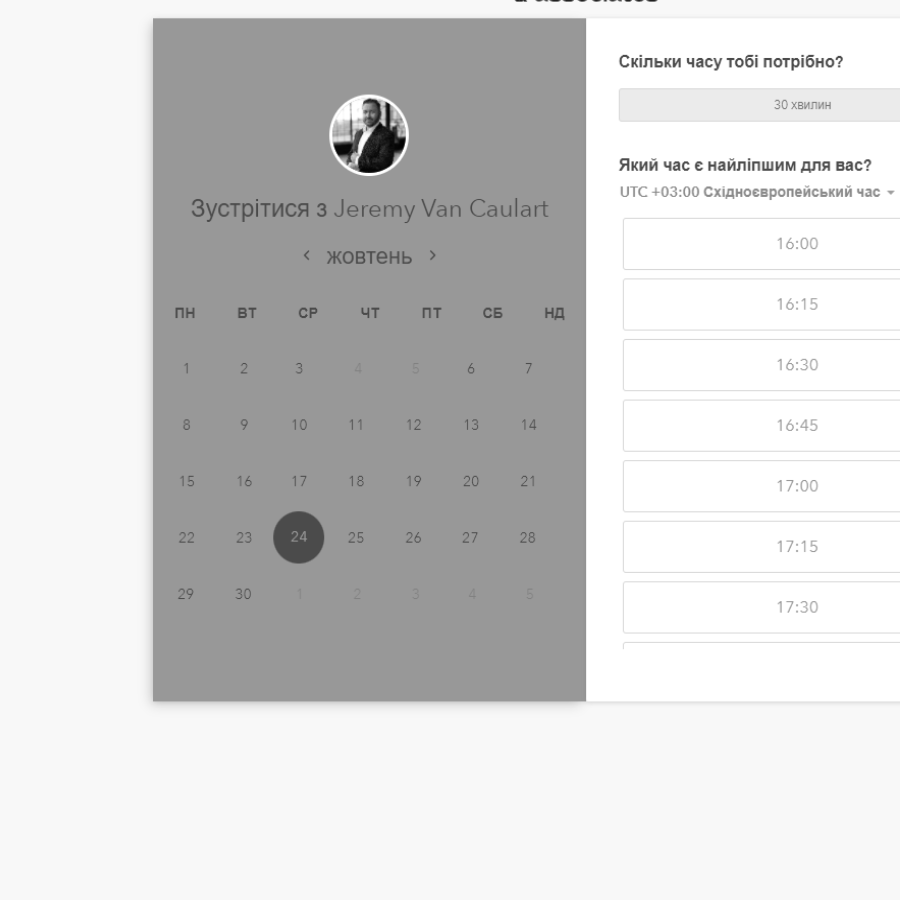 & associates
Зустрітися з Jeremy Van Caulart
жовтень
ПН ВТ СР ЧТ ПТ СБ НД
1 2 3 4 5 6 7
8 9 10 11 12 13 14
15 16 17 18 19 20 21
22 23 24 25 26 27 28
29 30 1 2 3 4 5
Скільки часу тобі потрібно?
30 хвилин
Який час є найліпшим для вас?
UTC +03:00 Східноєвропейський час
16:00
16:15
16:30
16:45
17:00
17:15
17:30